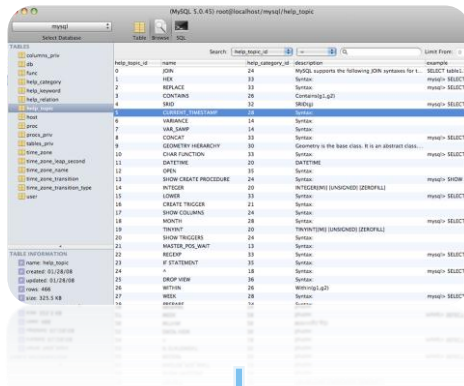 (MySQL 5.0.45) root@localhost/mysql/help_topic
mysql
Select Database
Table Browse SQL
TABLES
Search: help_topic_id = Limit From:
columns_priv
db
func
help_category
help_keyword
help_relation
help_topic
host
proc
procs_priv
tables_priv
time_zone
time_zone_leap_second
time_zone_name
time_zone_transition
time_zone_transition_type
user
TABLE INFORMATION
name: help_topic
created: 01/28/08
updated: 01/28/08
rows: 466
size: 325.3 KB
help_topic_id name help_category_id description example
0 JOIN 24 MySQL supports the following JOIN syntaxes for t... SELECT table1.
1 HEX 33 Syntax: mysql> SELECT
2 REPLACE 33 Syntax: mysql> SELECT
3 CONTAINS 26 Contains(g1,g2)
4 SRID 32 SRID(g) mysql> SELECT
5 CURRENT_TIMESTAMP 28 Syntax:
6 VARIANCE 14 Syntax:
7 VAR_SAMP 14 Syntax:
8 CONCAT 33 Syntax: mysql> SELECT
9 GEOMETRY HIERARCHY 30 Geometry is the base class. It is an abstract class...
10 CHAR FUNCTION 33 Syntax: mysql> SELECT
11 DATETIME 20 DATETIME
12 OPEN 35 Syntax:
13 SHOW CREATE PROCEDURE 24 Syntax: mysql> SHOW
14 INTEGER 20 INTEGER[(M)] [UNSIGNED] [ZEROFILL]
15 LOWER 33 Syntax: mysql> SELECT
16 CREATE TRIGGER 21 Syntax:
17 SHOW COLUMNS 24 Syntax:
18 MONTH 28 Syntax: mysql> SELECT
19 TINYINT 20 TINYINT[(M)] [UNSIGNED] [ZEROFILL]
20 SHOW TRIGGERS 24 Syntax:
21 MASTER_POS_WAIT 13 Syntax:
22 REGEXP 33 Syntax: mysql> SELECT
23 IF STATEMENT 35 Syntax:
24 ^ 18 Syntax: mysql> SELECT
25 DROP VIEW 36 Syntax:
26 WITHIN 26 Within(g1,g2)
27 WEEK 28 Syntax: mysql> SELECT